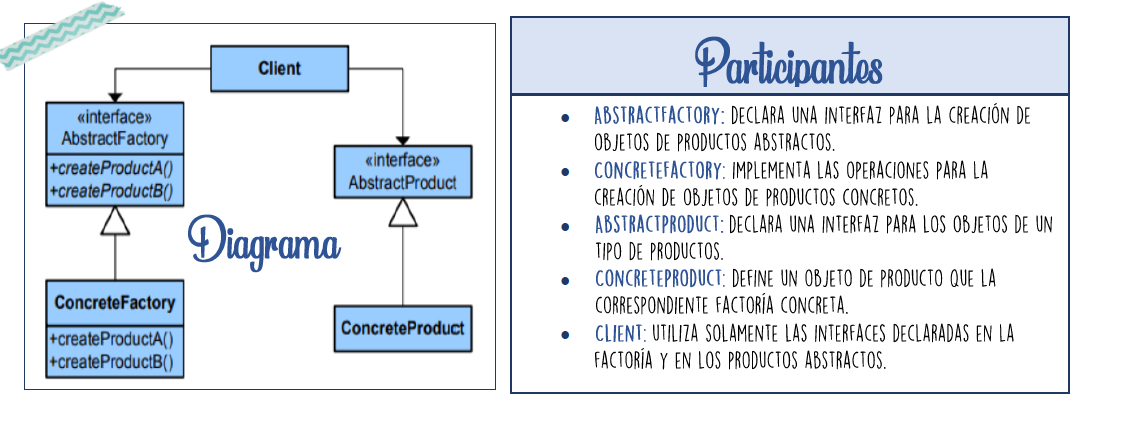 Client
«interface»
AbstractFactory
+createProductA()
+createProductB()
«interface»
AbstractProduct
Diagrama
ConcreteFactory
+createProductA()
+createProductB()
ConcreteProduct
Participantes
• ABSTRACTFACTORY: DECLARA UNA INTERFAZ PARA LA CREACIÓN DE
OBJETOS DE PRODUCTOS ABSTRACTOS.
• CONCRETEFACTORY: IMPLEMENTA LAS OPERACIONES PARA LA
CREACIÓN DE OBJETOS DE PRODUCTOS CONCRETOS.
• ABSTRACTPRODUCT: DECLARA UNA INTERFAZ PARA LOS OBJETOS DE UN
TIPO DE PRODUCTOS.
• CONCRETEPRODUCT: DEFINE UN OBJETO DE PRODUCTO QUE LA
CORRESPONDIENTE FACTORÍA CONCRETA.
• CLIENT: UTILIZA SOLAMENTE LAS INTERFACES DECLARADAS EN LA
FACTORÍA Y EN LOS PRODUCTOS ABSTRACTOS.